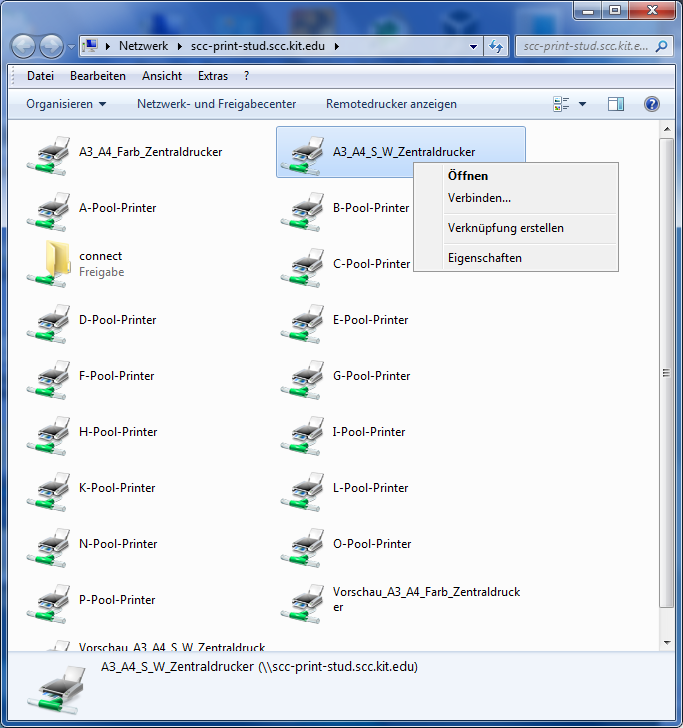 Netzwerk scc-print-stud.scc.kit.edu scc-print-stud.scc.kit.e...
Datei Bearbeiten Ansicht Extras ?
Organisieren Netzwerk- und Freigabecenter Remotedrucker anzeigen ?
A3_A4_Farb_Zentraldrucker
A3_A4_S_W_Zentraldrucker
Öffnen
Verbinden...
Verknüpfung erstellen
Eigenschaften
A-Pool-Printer
B-Pool-Printer
connect
Freigabe
C-Pool-Printer
D-Pool-Printer
E-Pool-Printer
F-Pool-Printer
G-Pool-Printer
H-Pool-Printer
I-Pool-Printer
K-Pool-Printer
L-Pool-Printer
N-Pool-Printer
O-Pool-Printer
P-Pool-Printer
Vorschau_A3_A4_Farb_Zentraldruc
ker
Vorschau_A3_A4_S_W_Zentraldruck
A3_A4_S_W_Zentraldrucker (\\scc-print-stud.scc.kit.edu)